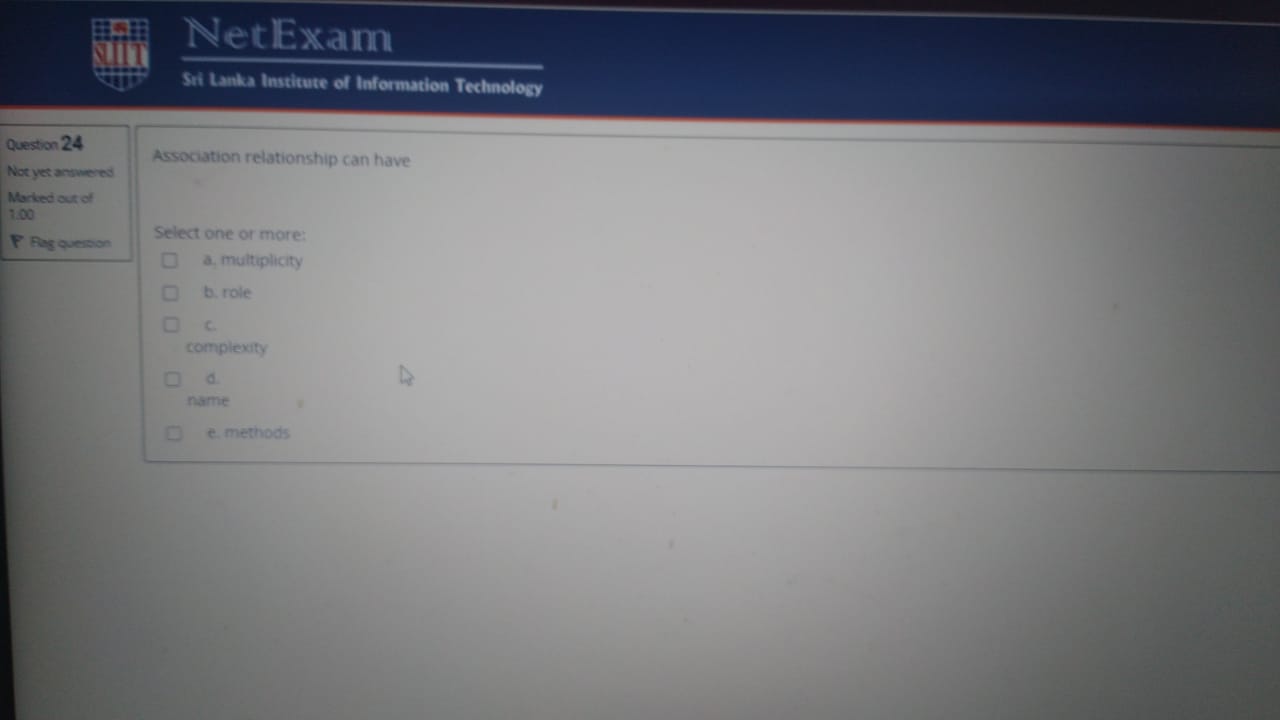 SLIIT
NetExam
Sri Lanka Institute of Information Technology
Question 24
Not yet answered
Marked out of
1.00
Flag question
Association relationship can have
Select one or more:
a. multiplicity
b. role
c.
complexity
d.
name
e. methods